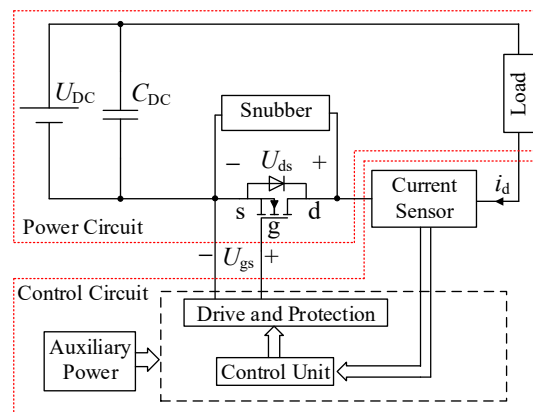 U_DC
C_DC
Snubber
Load
− U_ds +
s
g
d
Current
Sensor
i_d
Power Circuit
− U_gs +
Control Circuit
Drive and Protection
Auxiliary
Power
Control Unit